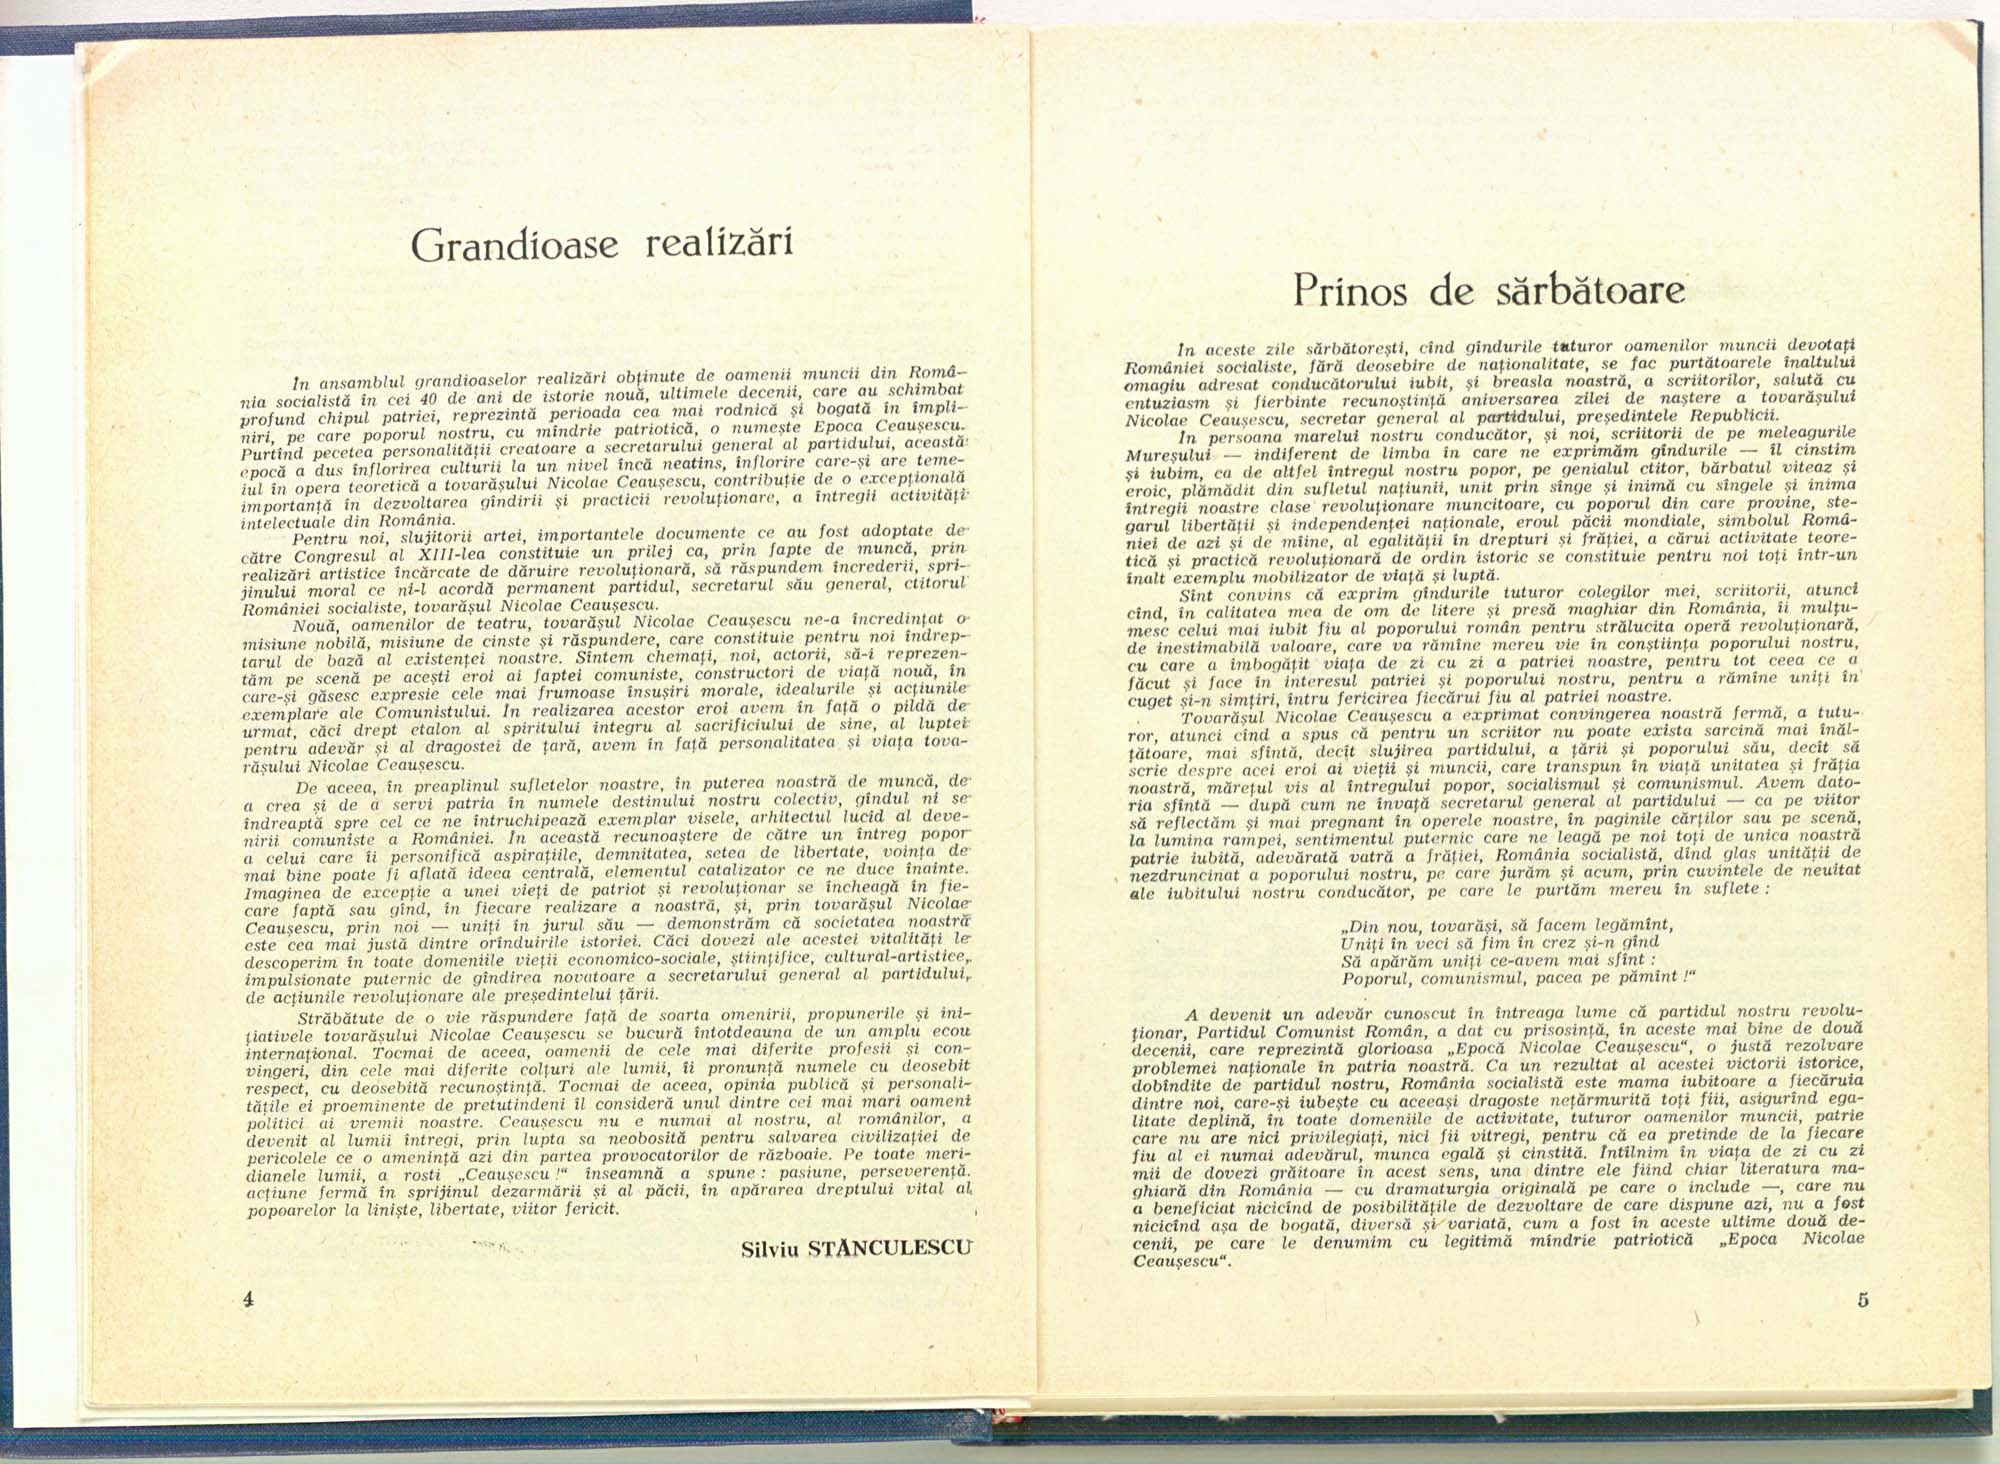 Grandioase realizări
In ansamblul grandioaselor realizări obținute de oamenii muncii din Româ-
nia socialistă în cei 40 de ani de istorie nouă, ultimele decenii, care au schimbat
profund chipul patriei, reprezintă perioada cea mai rodnică și bogată în împli-
niri, pe care poporul nostru, cu mîndrie patriotică, o numește Epoca Ceaușescu.
Purtînd pecetea personalității creatoare a secretarului general al partidului, această
epocă a dus înflorirea culturii la un nivel încă neatins, înflorire care-și are teme-
iul în opera teoretică a tovarășului Nicolae Ceaușescu, contribuție de o excepțională
importanță în dezvoltarea gîndirii și practicii revoluționare, a întregii activități
intelectuale din România.
Pentru noi, slujitorii artei, importantele documente ce au fost adoptate de
către Congresul al XIII-lea constituie un prilej ca, prin fapte de muncă, prin
realizări artistice încărcate de dăruire revoluționară, să răspundem încrederii, spri-
jinului moral ce ni-l acordă permanent partidul, secretarul său general, ctitorul
României socialiste, tovarășul Nicolae Ceaușescu.
Nouă, oamenilor de teatru, tovarășul Nicolae Ceaușescu ne-a încredințat o
misiune nobilă, misiune de cinste și răspundere, care constituie pentru noi îndrep-
tarul de bază al existenței noastre. Sîntem chemați, noi, actorii, să-i reprezen-
tăm pe scenă pe acești eroi ai faptei comuniste, constructori de viață nouă, în
care-și găsesc expresie cele mai frumoase însușiri morale, idealurile și acțiunile
exemplare ale Comunistului. In realizarea acestor eroi avem în față o pildă de
urmat, căci drept etalon al spiritului integru al sacrificiului de sine, al luptei
pentru adevăr și al dragostei de țară, avem în față personalitatea și viața tova-
rășului Nicolae Ceaușescu.
De aceea, în preaplinul sufletelor noastre, în puterea noastră de muncă, de
a crea și de a servi patria în numele destinului nostru colectiv, gîndul ni se
îndreaptă spre cel ce ne întruchipează exemplar visele, arhitectul lucid al deve-
nirii comuniste a României. In această recunoaștere de către un întreg popor
a celui care îi personifică aspirațiile, demnitatea, setea de libertate, voința de
mai bine poate fi aflată ideea centrală, elementul catalizator ce ne duce înainte.
Imaginea de excepție a unei vieți de patriot și revoluționar se încheagă în fie-
care faptă sau gînd, în fiecare realizare a noastră, și, prin tovarășul Nicolae
Ceaușescu, prin noi — uniți în jurul său — demonstrăm că societatea noastră
este cea mai justă dintre orînduirile istoriei. Căci dovezi ale acestei vitalități le
descoperim în toate domeniile vieții economico-sociale, științifice, cultural-artistice,
impulsionate puternic de gîndirea novatoare a secretarului general al partidului,
de acțiunile revoluționare ale președintelui țării.
Străbătute de o vie răspundere față de soarta omenirii, propunerile și ini-
țiativele tovarășului Nicolae Ceaușescu se bucură întotdeauna de un amplu ecou
internațional. Tocmai de aceea, oamenii de cele mai diferite profesii și con-
vingeri, din cele mai diferite colțuri ale lumii, îi pronunță numele cu deosebit
respect, cu deosebită recunoștință. Tocmai de aceea, opinia publică și personali-
tățile ei proeminente de pretutindeni îl consideră unul dintre cei mai mari oameni
politici ai vremii noastre. Ceaușescu nu e numai al nostru, al românilor, a
devenit al lumii întregi, prin lupta sa neobosită pentru salvarea civilizației de
pericolele ce o amenință azi din partea provocatorilor de războaie. Pe toate meri-
dianele lumii, a rosti „Ceaușescu !“ înseamnă a spune : pasiune, perseverență,
acțiune fermă în sprijinul dezarmării și al păcii, în apărarea dreptului vital al
popoarelor la liniște, libertate, viitor fericit.
Silviu STĂNCULESCU
4
Prinos de sărbătoare
In aceste zile sărbătorești, cînd gîndurile tuturor oamenilor muncii devotați
României socialiste, fără deosebire de naționalitate, se fac purtătoarele înaltului
omagiu adresat conducătorului iubit, și breasla noastră, a scriitorilor, salută cu
entuziasm și fierbinte recunoștință aniversarea zilei de naștere a tovarășului
Nicolae Ceaușescu, secretar general al partidului, președintele Republicii.
In persoana marelui nostru conducător, și noi, scriitorii de pe meleagurile
Mureșului — indiferent de limba în care ne exprimăm gîndurile — îl cinstim
și iubim, ca de altfel întregul nostru popor, pe genialul ctitor, bărbatul viteaz și
eroic, plămădit din sufletul națiunii, unit prin sînge și inimă cu sîngele și inima
întregii noastre clase revoluționare muncitoare, cu poporul din care provine, ste-
garul libertății și independenței naționale, eroul păcii mondiale, simbolul Româ-
niei de azi și de mîine, al egalității în drepturi și frăției, a cărui activitate teore-
tică și practică revoluționară de ordin istoric se constituie pentru noi toți într-un
înalt exemplu mobilizator de viață și luptă.
Sînt convins că exprim gîndurile tuturor colegilor mei, scriitorii, atunci
cînd, în calitatea mea de om de litere și presă maghiar din România, îi mulțu-
mesc celui mai iubit fiu al poporului român pentru strălucita operă revoluționară,
de inestimabilă valoare, care va rămîne mereu vie în conștiința poporului nostru,
cu care a îmbogățit viața de zi cu zi a patriei noastre, pentru tot ceea ce a
făcut și face în interesul patriei și poporului nostru, pentru a rămîne uniți în
cuget și-n simțiri, întru fericirea fiecărui fiu al patriei noastre.
Tovarășul Nicolae Ceaușescu a exprimat convingerea noastră fermă, a tutu-
ror, atunci cînd a spus că pentru un scriitor nu poate exista sarcină mai înăl-
țătoare, mai sfîntă, decît slujirea partidului, a țării și poporului său, decît să
scrie despre acei eroi ai vieții și muncii, care transpun în viață unitatea și frăția
noastră, mărețul vis al întregului popor, socialismul și comunismul. Avem dato-
ria sfîntă — după cum ne învață secretarul general al partidului — ca pe viitor
să reflectăm și mai pregnant în operele noastre, în paginile cărților sau pe scenă,
la lumina rampei, sentimentul puternic care ne leagă pe noi toți de unica noastră
patrie iubită, adevărată vatră a frăției, România socialistă, dînd glas unității de
nezdruncinat a poporului nostru, pe care jurăm și acum, prin cuvintele de neuitat
ale iubitului nostru conducător, pe care le purtăm mereu în suflete :
„Din nou, tovarăși, să facem legămînt,
Uniți în veci să fim în crez și-n gînd
Să apărăm uniți ce-avem mai sfînt :
Poporul, comunismul, pacea pe pămînt !“
A devenit un adevăr cunoscut în întreaga lume că partidul nostru revolu-
ționar, Partidul Comunist Român, a dat cu prisosință, în aceste mai bine de două
decenii, care reprezintă glorioasa „Epocă Nicolae Ceaușescu“, o justă rezolvare
problemei naționale în patria noastră. Ca un rezultat al acestei victorii istorice,
dobîndite de partidul nostru, România socialistă este mama iubitoare a fiecăruia
dintre noi, care-și iubește cu aceeași dragoste nețărmurită toți fiii, asigurînd ega-
litate deplină, în toate domeniile de activitate, tuturor oamenilor muncii, patrie
care nu are nici privilegiați, nici fii vitregi, pentru că ea pretinde de la fiecare
fiu al ei numai adevărul, munca egală și cinstită. Intîlnim în viața de zi cu zi
mii de dovezi grăitoare în acest sens, una dintre ele fiind chiar literatura ma-
ghiară din România — cu dramaturgia originală pe care o include —, care nu
a beneficiat nicicînd de posibilitățile de dezvoltare de care dispune azi, nu a fost
nicicînd așa de bogată, diversă și variată, cum a fost în aceste ultime două de-
cenii, pe care le denumim cu legitimă mîndrie patriotică „Epoca Nicolae
Ceaușescu“.
5